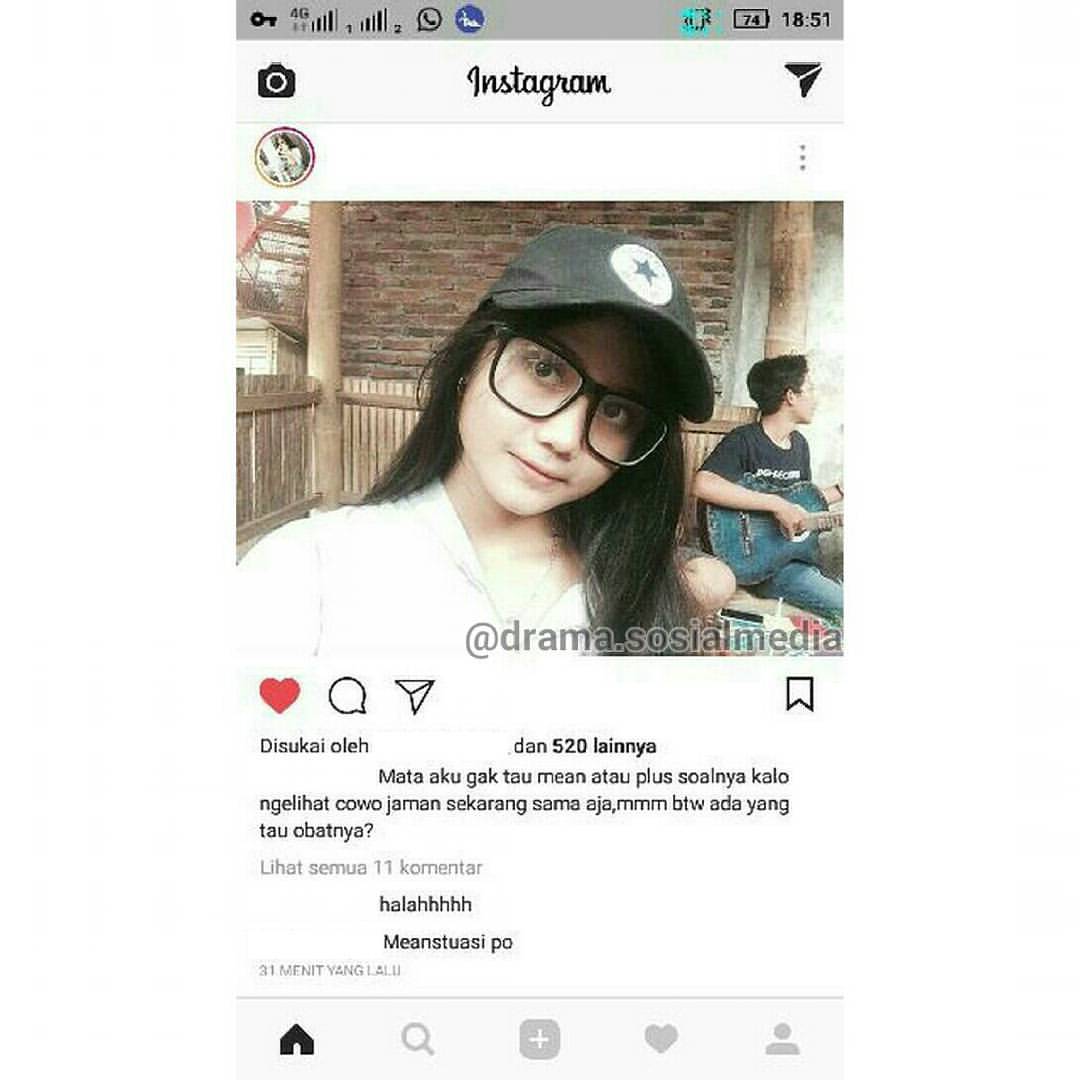 4G 1 2 74 18:51
Instagram
@drama.sosialmedia
Disukai oleh dan 520 lainnya
Mata aku gak tau mean atau plus soalnya kalo
ngelihat cowo jaman sekarang sama aja,mmm btw ada yang
tau obatnya?
Lihat semua 11 komentar
halahhhhh
Meanstuasi po
31 MENIT YANG LALU